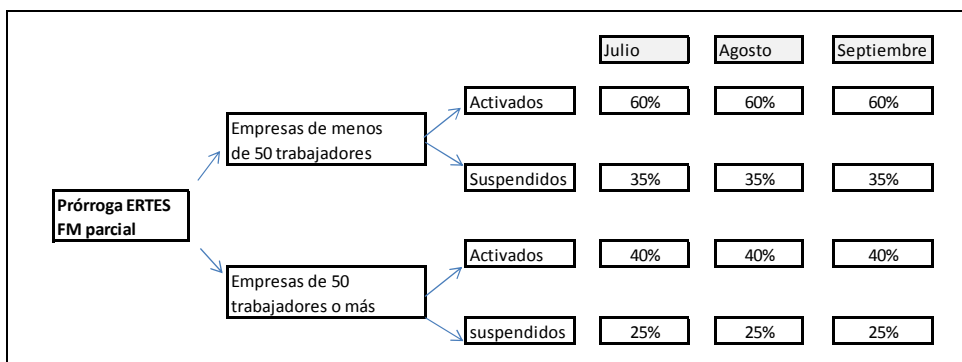 Julio Agosto Septiembre
Activados 60% 60% 60%
Empresas de menos
de 50 trabajadores
Suspendidos 35% 35% 35%
Prórroga ERTES
FM parcial
Activados 40% 40% 40%
Empresas de 50
trabajadores o más
suspendidos 25% 25% 25%